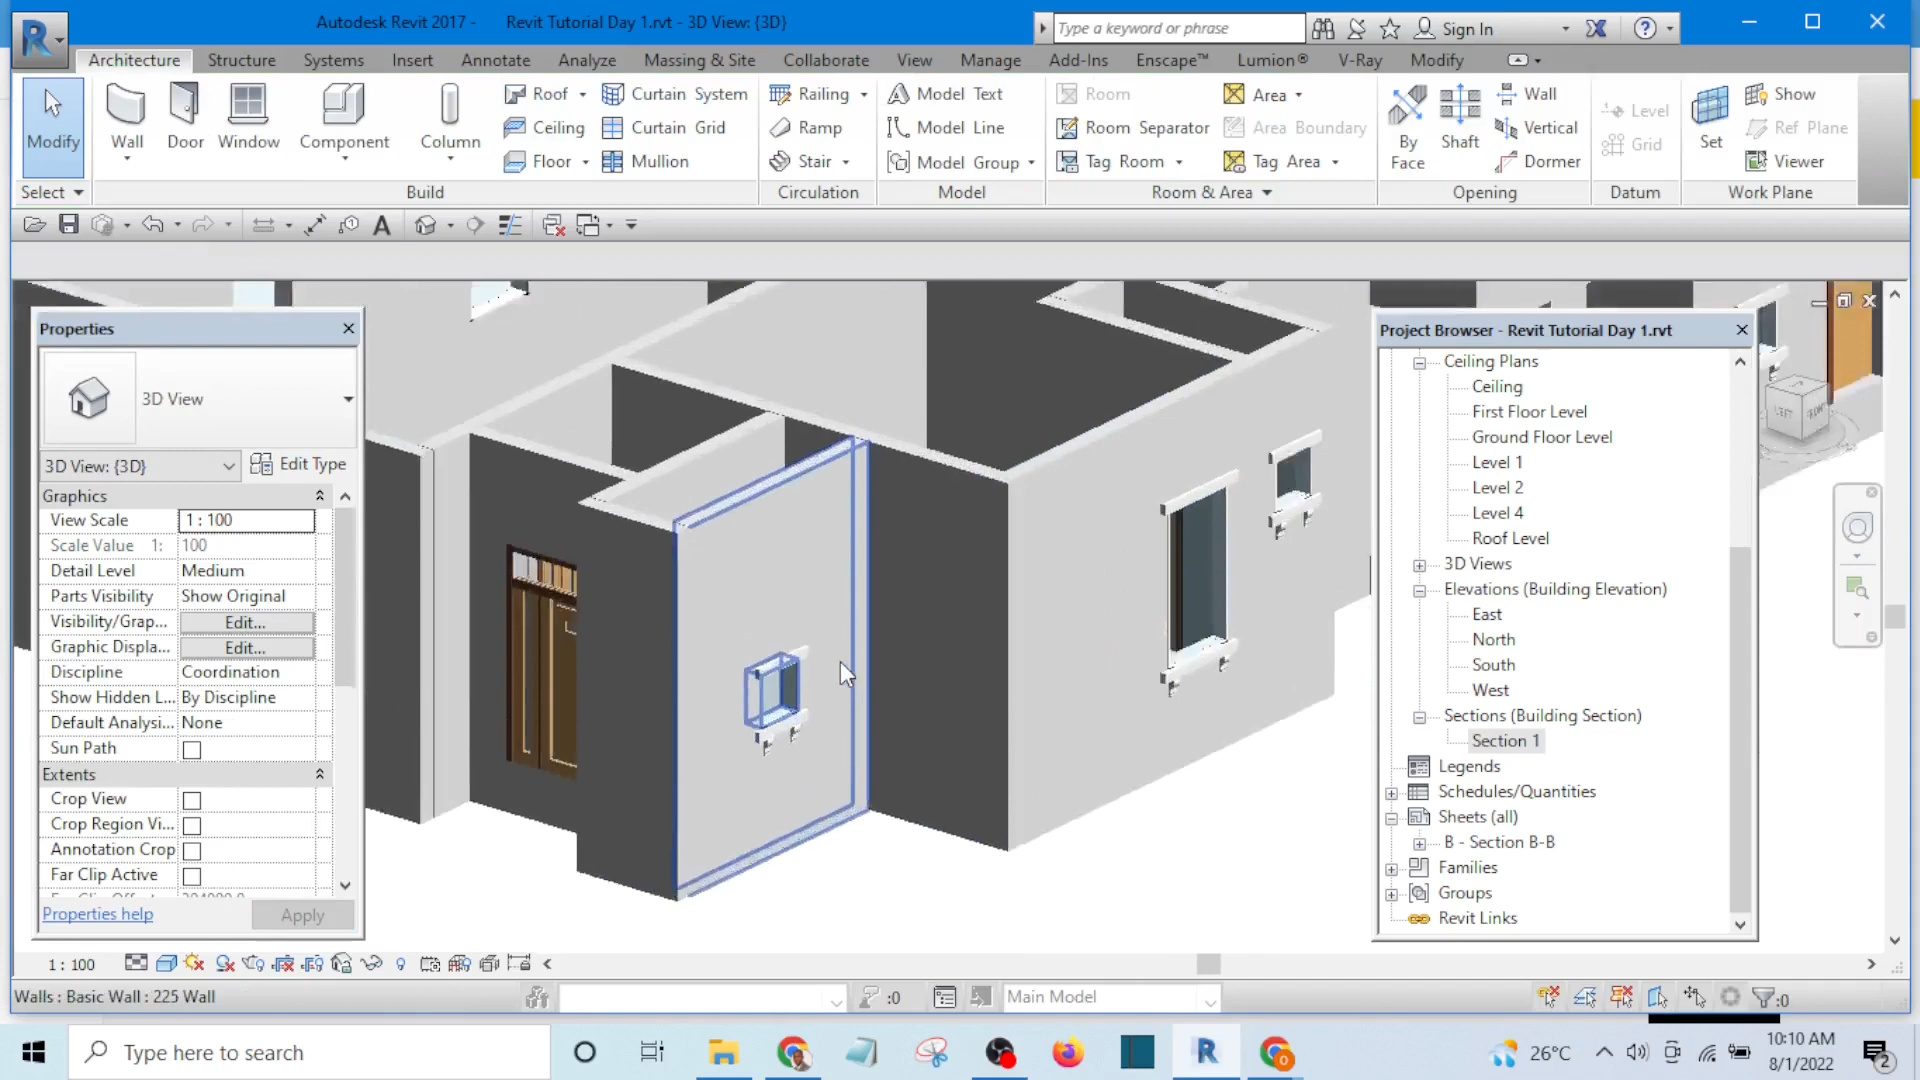 Autodesk Revit 2017 - Revit Tutorial Day 1.rvt - 3D View: {3D}
Type a keyword or phrase
Sign In
Architecture Structure Systems Insert Annotate Analyze Massing & Site Collaborate View Manage Add-Ins Enscape™ Lumion® V-Ray Modify
Modify
Wall
Door
Window
Component
Column
Roof
Ceiling
Floor
Curtain System
Curtain Grid
Mullion
Railing
Ramp
Stair
Model Text
Model Line
Model Group
Room
Room Separator
Tag Room
Area
Area Boundary
Tag Area
By Face
Shaft
Wall
Vertical
Dormer
Level
Grid
Set
Show
Ref Plane
Viewer
Select
Build
Circulation
Model
Room & Area
Opening
Datum
Work Plane
Properties
3D View
3D View: {3D}
Edit Type
Graphics
View Scale 1 : 100
Scale Value 1: 100
Detail Level Medium
Parts Visibility Show Original
Visibility/Grap... Edit...
Graphic Displa... Edit...
Discipline Coordination
Show Hidden L... By Discipline
Default Analysi... None
Sun Path
Extents
Crop View
Crop Region Vi...
Annotation Crop
Far Clip Active
Properties help
Apply
Project Browser - Revit Tutorial Day 1.rvt
Ceiling Plans
Ceiling
First Floor Level
Ground Floor Level
Level 1
Level 2
Level 4
Roof Level
3D Views
Elevations (Building Elevation)
East
North
South
West
Sections (Building Section)
Section 1
Legends
Schedules/Quantities
Sheets (all)
B - Section B-B
Families
Groups
Revit Links
LEFT
FRONT
1 : 100
Walls : Basic Wall : 225 Wall
:0
Main Model
:0
Type here to search
26°C
10:10 AM
8/1/2022
2